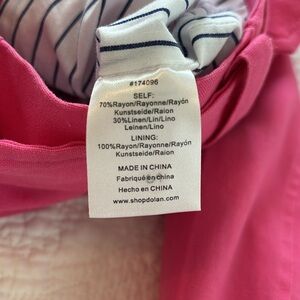 #174096
SELF:
70%Rayon/Rayonne/Rayón
Kunstseide/Raion
30%Linen/Lin/Lino
Leinen/Lino
LINING:
100%Rayon/Rayonne/Rayón
Kunstseide/Raion
MADE IN CHINA
Fabriqué en china
Hecho en CHINA
www.shopdolan.com